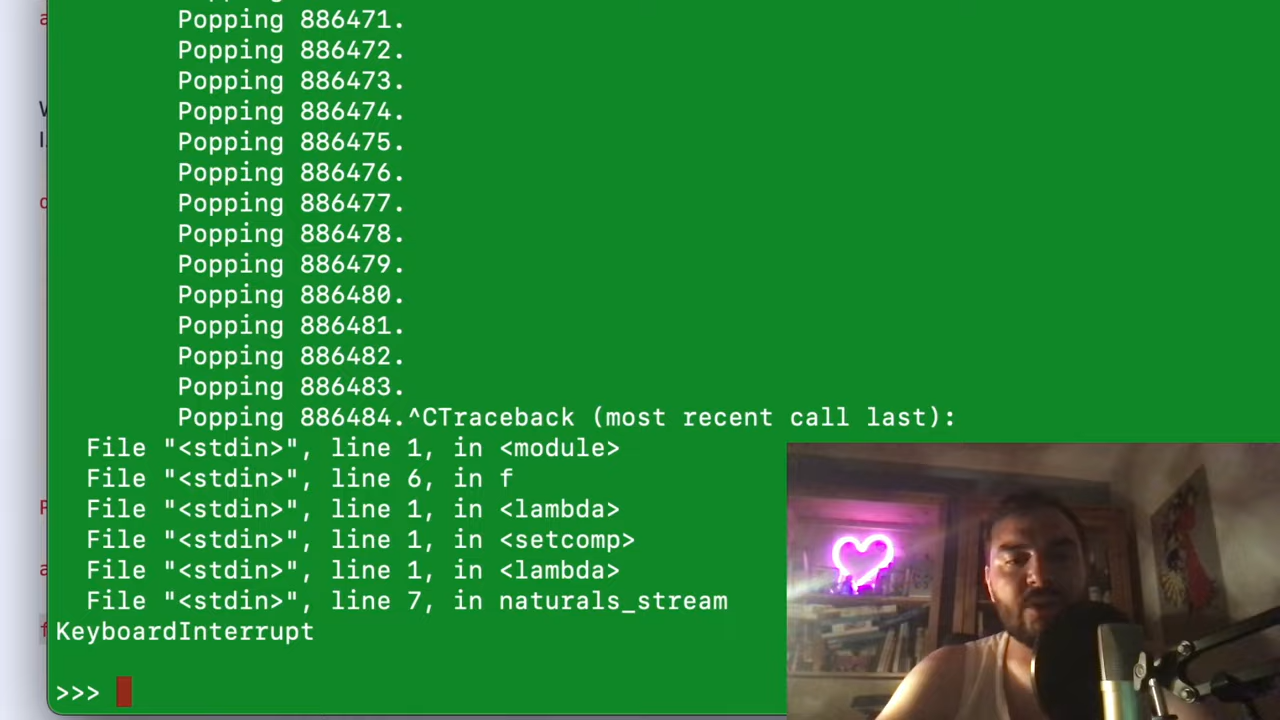 Popping 886471.
Popping 886472.
Popping 886473.
Popping 886474.
Popping 886475.
Popping 886476.
Popping 886477.
Popping 886478.
Popping 886479.
Popping 886480.
Popping 886481.
Popping 886482.
Popping 886483.
Popping 886484.^CTraceback (most recent call last):
File "<stdin>", line 1, in <module>
File "<stdin>", line 6, in f
File "<stdin>", line 1, in <lambda>
File "<stdin>", line 1, in <setcomp>
File "<stdin>", line 1, in <lambda>
File "<stdin>", line 7, in naturals_stream
KeyboardInterrupt
>>>